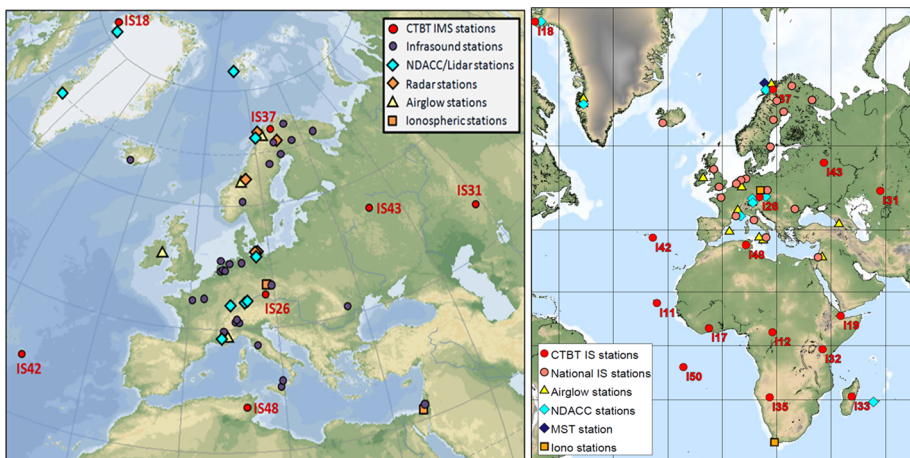 IS18
CTBT IMS stations
Infrasound stations
NDACC/Lidar stations
Radar stations
Airglow stations
Ionospheric stations
IS37
IS31
IS43
IS26
IS42
IS48
I18
I37
I43
I31
I26
I42
I48
I11
I19
I17
I12
I32
I50
I35
I33
CTBT IS stations
National IS stations
Airglow stations
NDACC stations
MST station
Iono stations